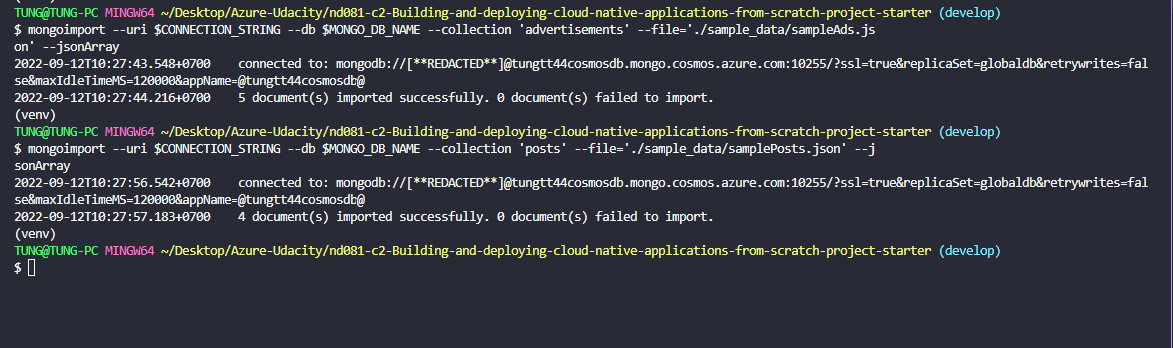 (venv)
TUNG@TUNG-PC MINGW64 ~/Desktop/Azure-Udacity/nd081-c2-Building-and-deploying-cloud-native-applications-from-scratch-project-starter (develop)
$ mongoimport --uri $CONNECTION_STRING --db $MONGO_DB_NAME --collection 'advertisements' --file='./sample_data/sampleAds.js
on' --jsonArray
2022-09-12T10:27:43.548+0700    connected to: mongodb://[**REDACTED**]@tungtt44cosmosdb.mongo.cosmos.azure.com:10255/?ssl=true&replicaSet=globaldb&retrywrites=fal
se&maxIdleTimeMS=120000&appName=@tungtt44cosmosdb@
2022-09-12T10:27:44.216+0700    5 document(s) imported successfully. 0 document(s) failed to import.
(venv)
TUNG@TUNG-PC MINGW64 ~/Desktop/Azure-Udacity/nd081-c2-Building-and-deploying-cloud-native-applications-from-scratch-project-starter (develop)
$ mongoimport --uri $CONNECTION_STRING --db $MONGO_DB_NAME --collection 'posts' --file='./sample_data/samplePosts.json' --j
sonArray
2022-09-12T10:27:56.542+0700    connected to: mongodb://[**REDACTED**]@tungtt44cosmosdb.mongo.cosmos.azure.com:10255/?ssl=true&replicaSet=globaldb&retrywrites=fal
se&maxIdleTimeMS=120000&appName=@tungtt44cosmosdb@
2022-09-12T10:27:57.183+0700    4 document(s) imported successfully. 0 document(s) failed to import.
(venv)
TUNG@TUNG-PC MINGW64 ~/Desktop/Azure-Udacity/nd081-c2-Building-and-deploying-cloud-native-applications-from-scratch-project-starter (develop)
$